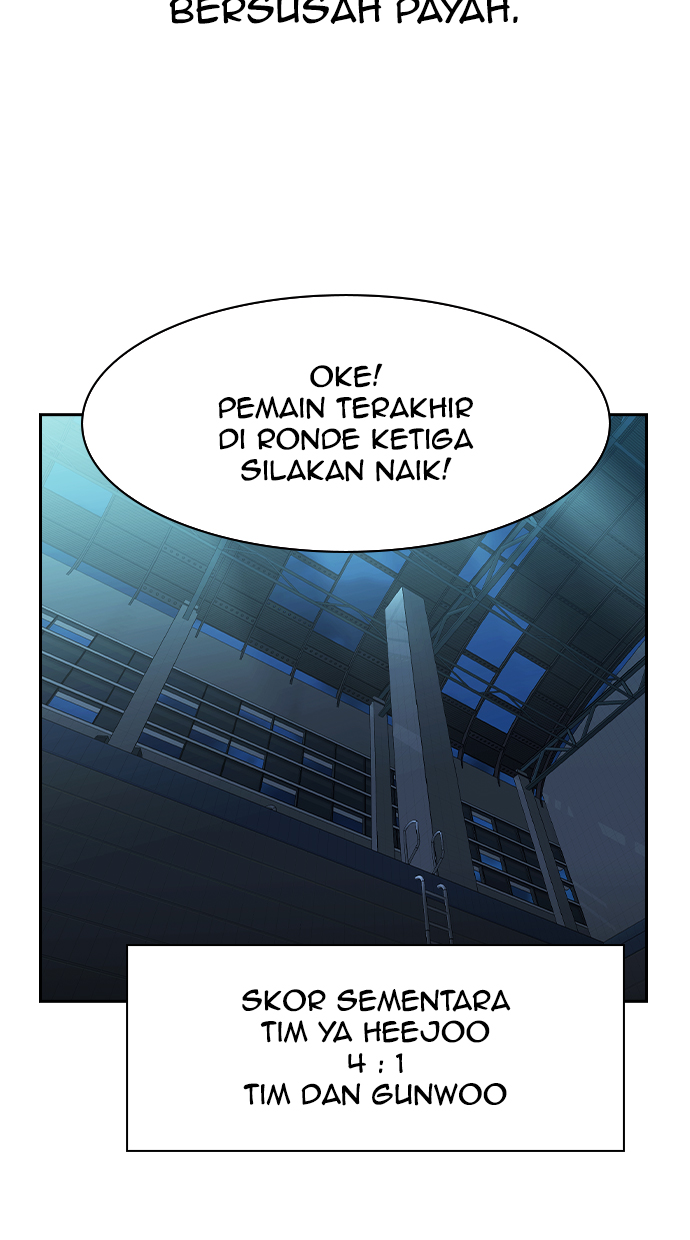 BERSUSAH PAYAH.
OKE!
PEMAIN TERAKHIR
DI RONDE KETIGA
SILAKAN NAIK!
SKOR SEMENTARA
TIM YA HEEJOO
4 : 1
TIM DAN GUNWOO